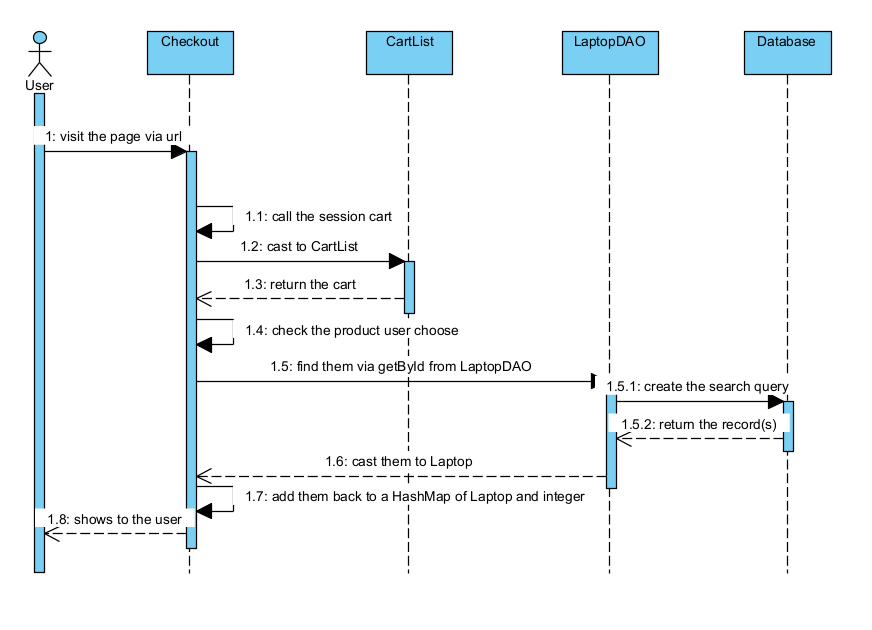 Checkout
CartList
LaptopDAO
Database
User
1: visit the page via url
1.1: call the session cart
1.2: cast to CartList
1.3: return the cart
1.4: check the product user choose
1.5: find them via getById from LaptopDAO
1.5.1: create the search query
1.5.2: return the record(s)
1.6: cast them to Laptop
1.7: add them back to a HashMap of Laptop and integer
1.8: shows to the user